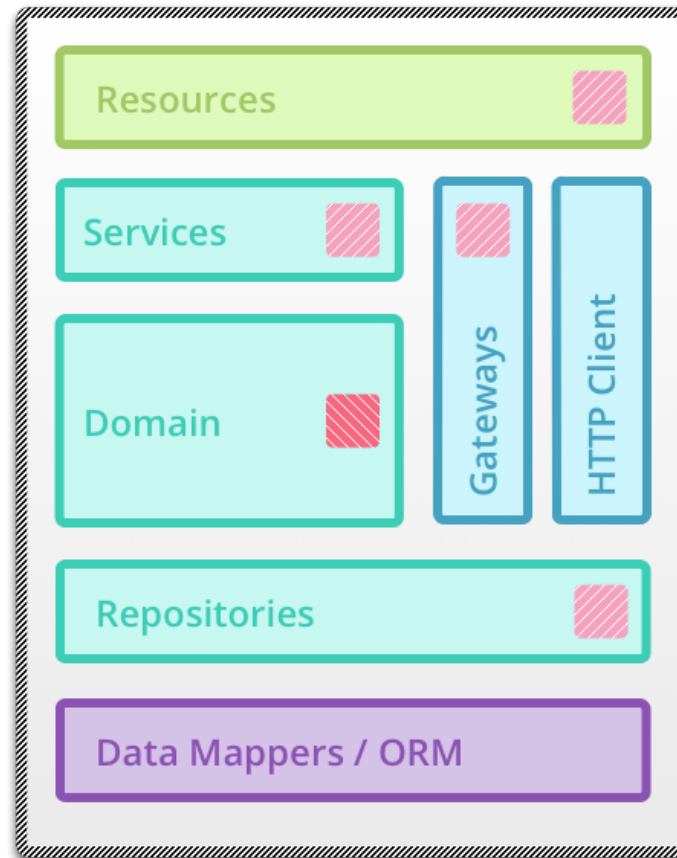 Resources
Services
Gateways
HTTP Client
Domain
Repositories
Data Mappers / ORM